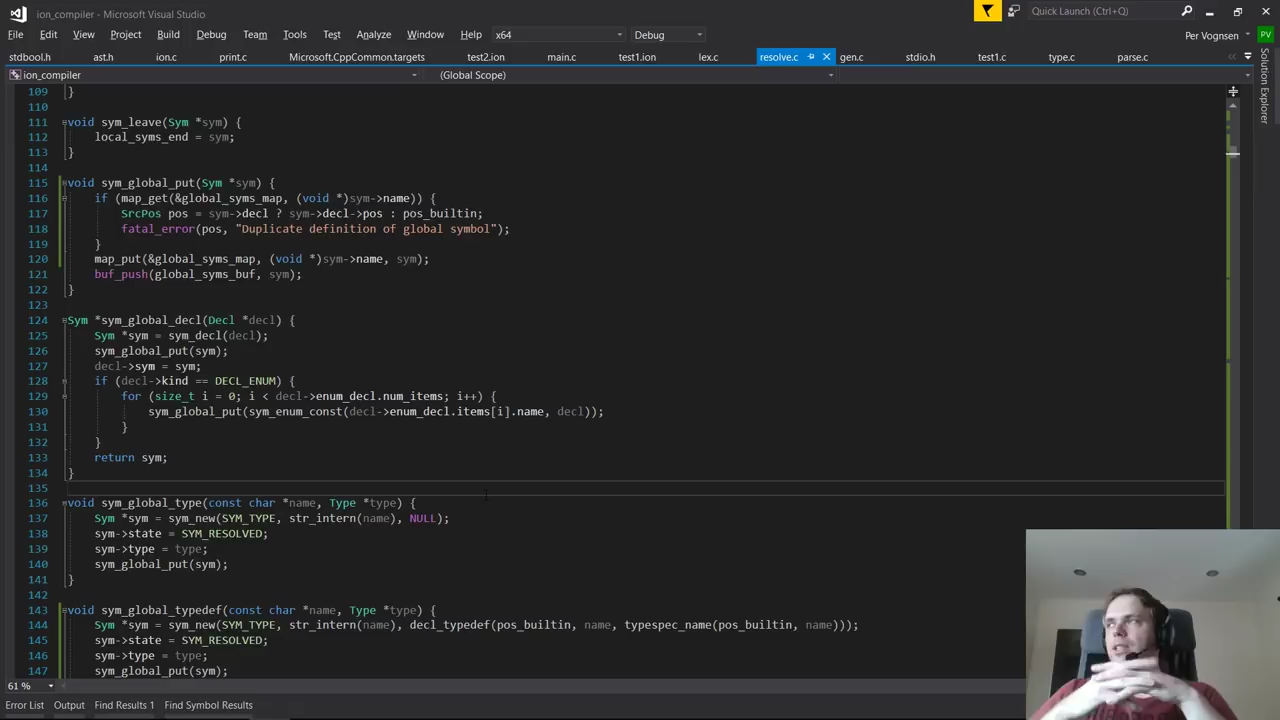 ion_compiler - Microsoft Visual Studio
Quick Launch (Ctrl+Q)
File Edit View Project Build Debug Team Tools Test Analyze Window Help x64 Debug Per Vognsen PV
stdbool.h ast.h ion.c print.c Microsoft.CppCommon.targets test2.ion main.c test1.ion lex.c resolve.c gen.c stdio.h test1.c type.c parse.c
ion_compiler (Global Scope)
Solution Explorer
109 }
110
111 void sym_leave(Sym *sym) {
112 local_syms_end = sym;
113 }
114
115 void sym_global_put(Sym *sym) {
116 if (map_get(&global_syms_map, (void *)sym->name)) {
117 SrcPos pos = sym->decl ? sym->decl->pos : pos_builtin;
118 fatal_error(pos, "Duplicate definition of global symbol");
119 }
120 map_put(&global_syms_map, (void *)sym->name, sym);
121 buf_push(global_syms_buf, sym);
122 }
123
124 Sym *sym_global_decl(Decl *decl) {
125 Sym *sym = sym_decl(decl);
126 sym_global_put(sym);
127 decl->sym = sym;
128 if (decl->kind == DECL_ENUM) {
129 for (size_t i = 0; i < decl->enum_decl.num_items; i++) {
130 sym_global_put(sym_enum_const(decl->enum_decl.items[i].name, decl));
131 }
132 }
133 return sym;
134 }
135
136 void sym_global_type(const char *name, Type *type) {
137 Sym *sym = sym_new(SYM_TYPE, str_intern(name), NULL);
138 sym->state = SYM_RESOLVED;
139 sym->type = type;
140 sym_global_put(sym);
141 }
142
143 void sym_global_typedef(const char *name, Type *type) {
144 Sym *sym = sym_new(SYM_TYPE, str_intern(name), decl_typedef(pos_builtin, name, typespec_name(pos_builtin, name)));
145 sym->state = SYM_RESOLVED;
146 sym->type = type;
147 sym_global_put(sym);
61 %
Error List Output Find Results 1 Find Symbol Results